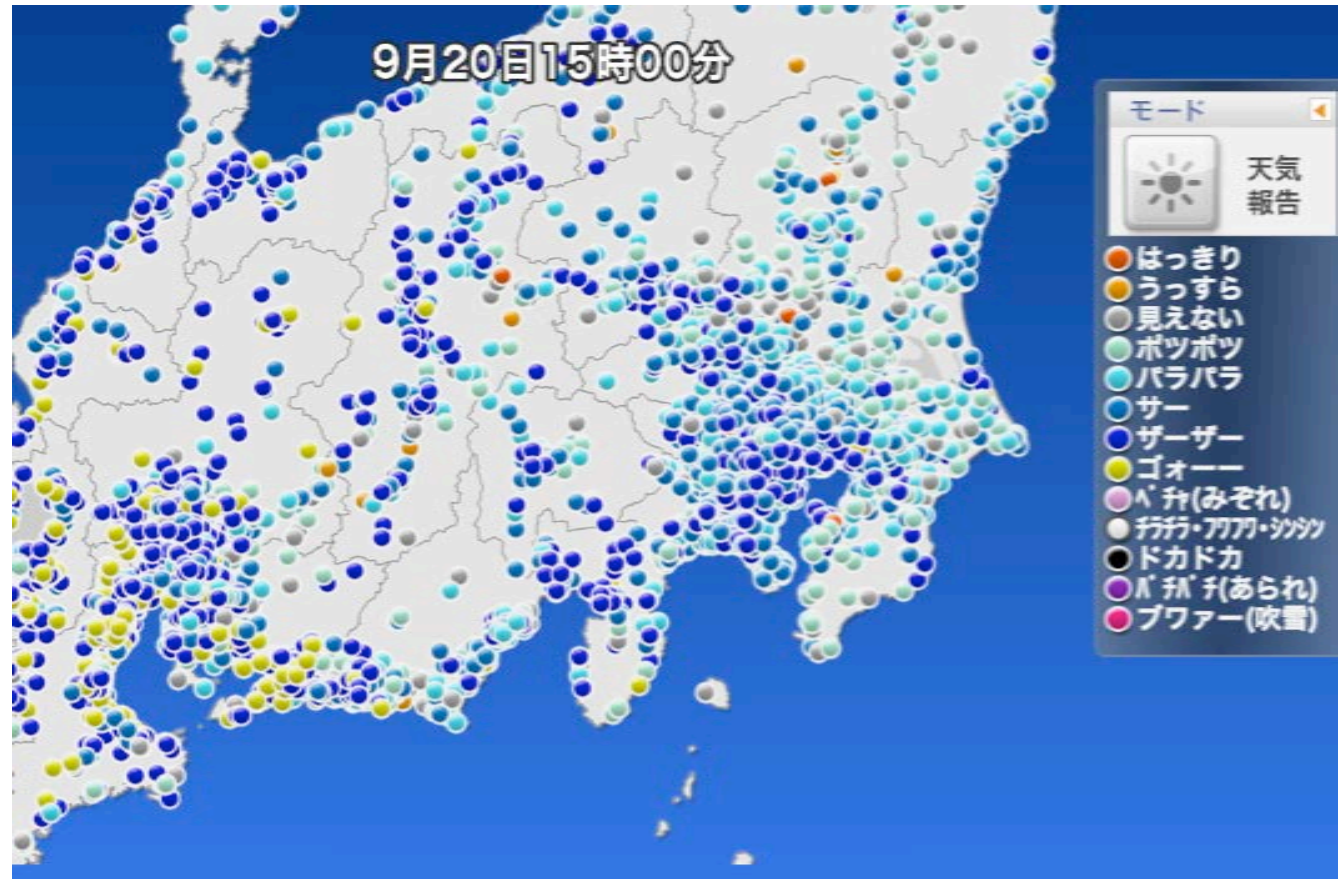 9月20日15時00分
モード
天気
報告
はっきり
うっすら
見えない
ポツポツ
パラパラ
サー
ザーザー
ゴォーー
ﾍﾞﾁｬ(みぞれ)
ﾁﾗﾁﾗ・ﾌﾜﾌﾜ・ｼﾝｼﾝ
ドカドカ
ﾊﾞﾁﾊﾞﾁ(あられ)
ブワァー(吹雪)